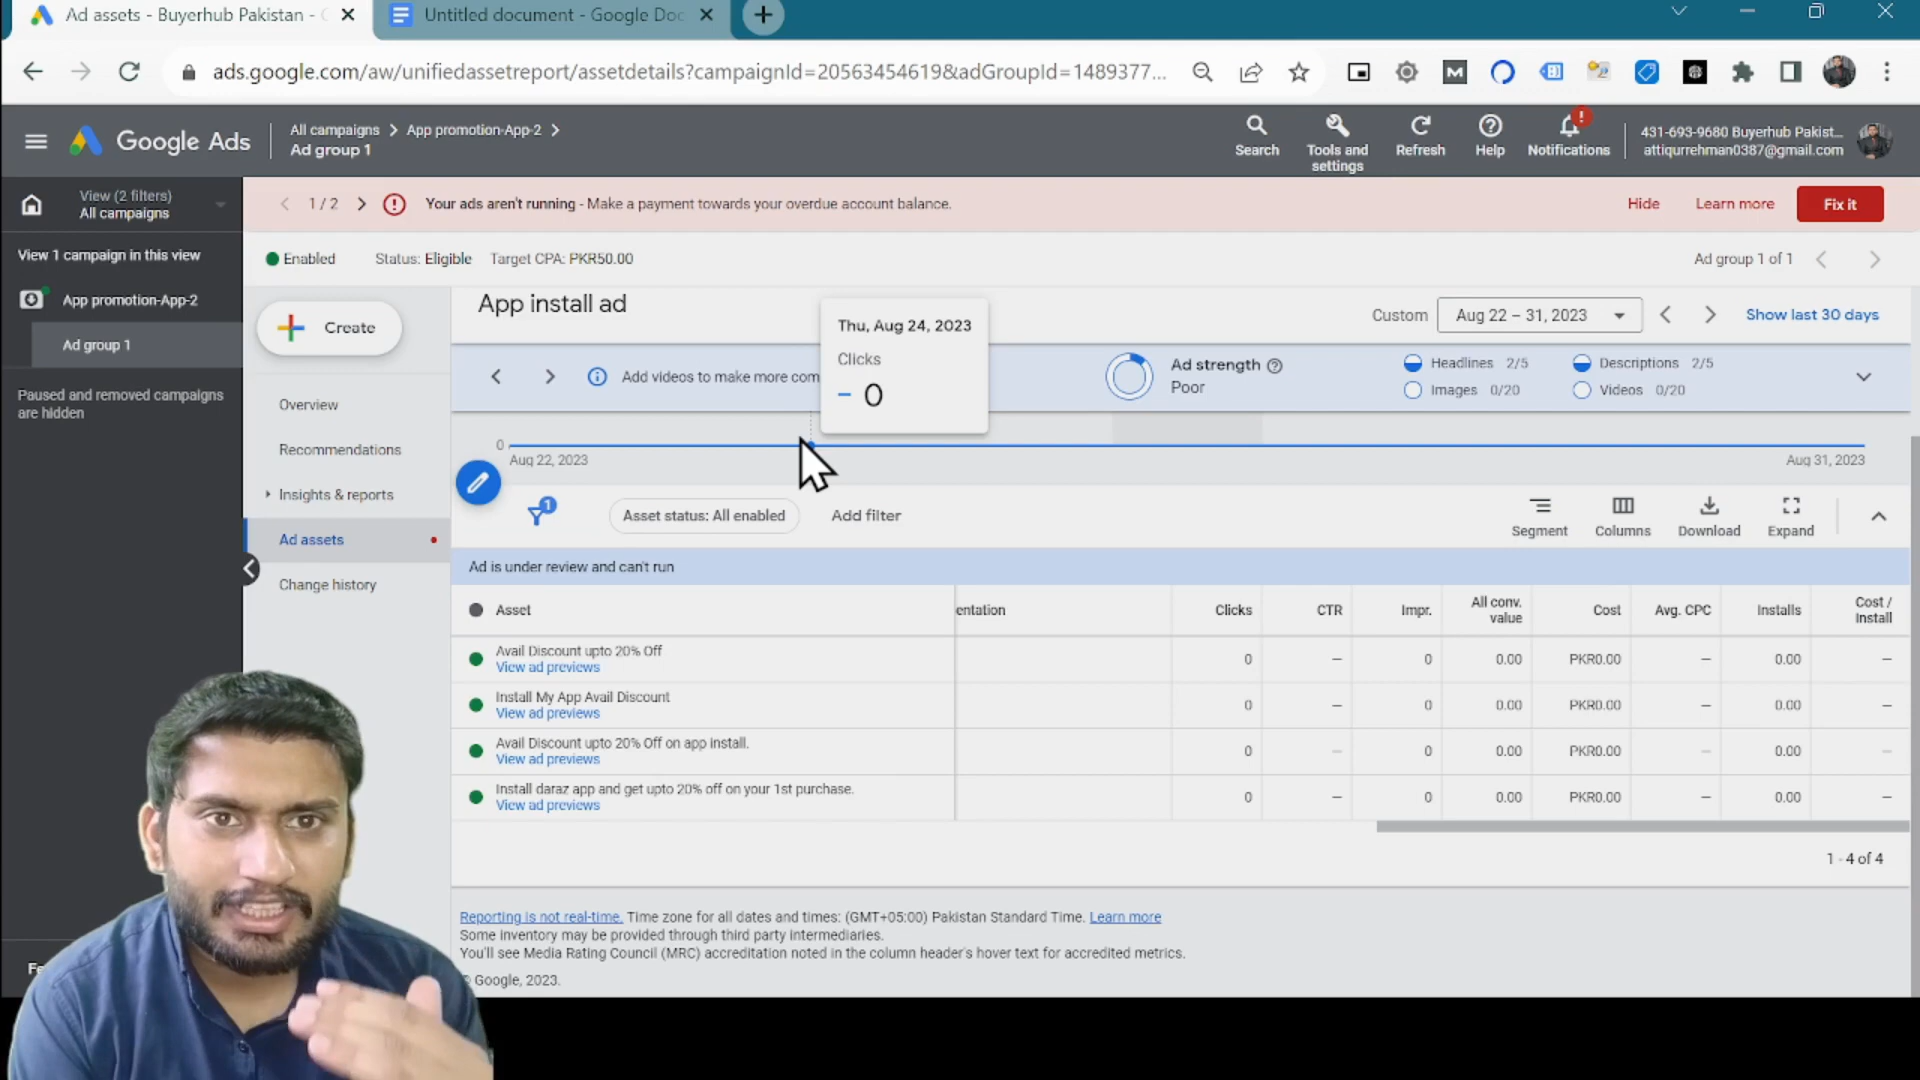 Ad assets - Buyerhub Pakistan -
Untitled document - Google Doc
ads.google.com/aw/unifiedassetreport/assetdetails?campaignId=20563454619&adGroupId=1489377...
Google Ads
All campaigns > App promotion-App-2 >
Ad group 1
Search
Tools and
settings
Refresh
Help
Notifications
431-693-9680 Buyerhub Pakist...
attiqurrehman0387@gmail.com
View (2 filters)
All campaigns
1 / 2
Your ads aren't running - Make a payment towards your overdue account balance.
Hide
Learn more
Fix it
View 1 campaign in this view
App promotion-App-2
Ad group 1
Paused and removed campaigns
are hidden
Enabled
Status: Eligible
Target CPA: PKR50.00
Ad group 1 of 1
Create
Overview
Recommendations
Insights & reports
Ad assets
Change history
App install ad
Custom
Aug 22 – 31, 2023
Show last 30 days
Thu, Aug 24, 2023
Clicks
– 0
Add videos to make more com
Ad strength
Poor
Headlines 2/5
Descriptions 2/5
Images 0/20
Videos 0/20
0
Aug 22, 2023
Aug 31, 2023
1
Asset status: All enabled
Add filter
Segment
Columns
Download
Expand
Ad is under review and can't run
Asset entation Clicks CTR Impr. All conv. value Cost Avg. CPC Installs Cost / Install
Avail Discount upto 20% Off 0 – 0 0.00 PKR0.00 – 0.00 –
View ad previews
Install My App Avail Discount 0 – 0 0.00 PKR0.00 – 0.00 –
View ad previews
Avail Discount upto 20% Off on app install. 0 – 0 0.00 PKR0.00 – 0.00 –
View ad previews
Install daraz app and get upto 20% off on your 1st purchase. 0 – 0 0.00 PKR0.00 – 0.00 –
View ad previews
1 - 4 of 4
Reporting is not real-time. Time zone for all dates and times: (GMT+05:00) Pakistan Standard Time. Learn more
Some inventory may be provided through third party intermediaries.
You'll see Media Rating Council (MRC) accreditation noted in the column header's hover text for accredited metrics.
© Google, 2023.